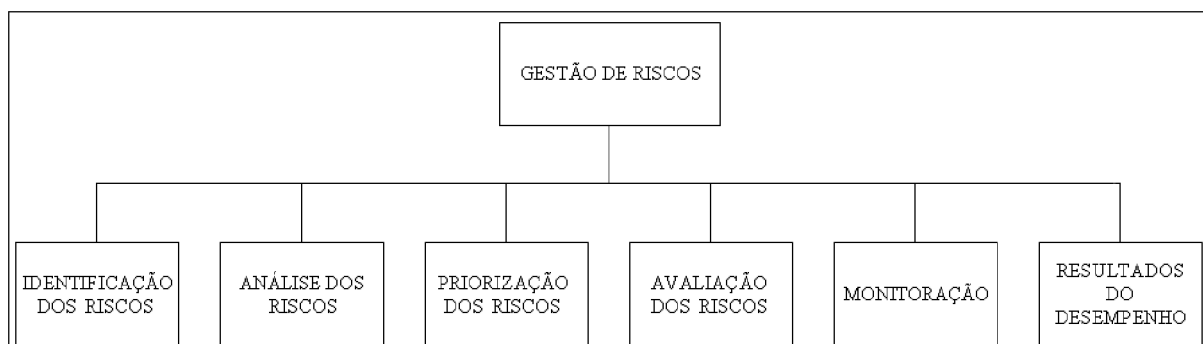 GESTÃO DE RISCOS
IDENTIFICAÇÃO
DOS RISCOS
ANÁLISE DOS
RISCOS
PRIORIZAÇÃO
DOS RISCOS
AVALIAÇÃO
DOS RISCOS
MONITORAÇÃO
RESULTADOS
DO
DESEMPENHO